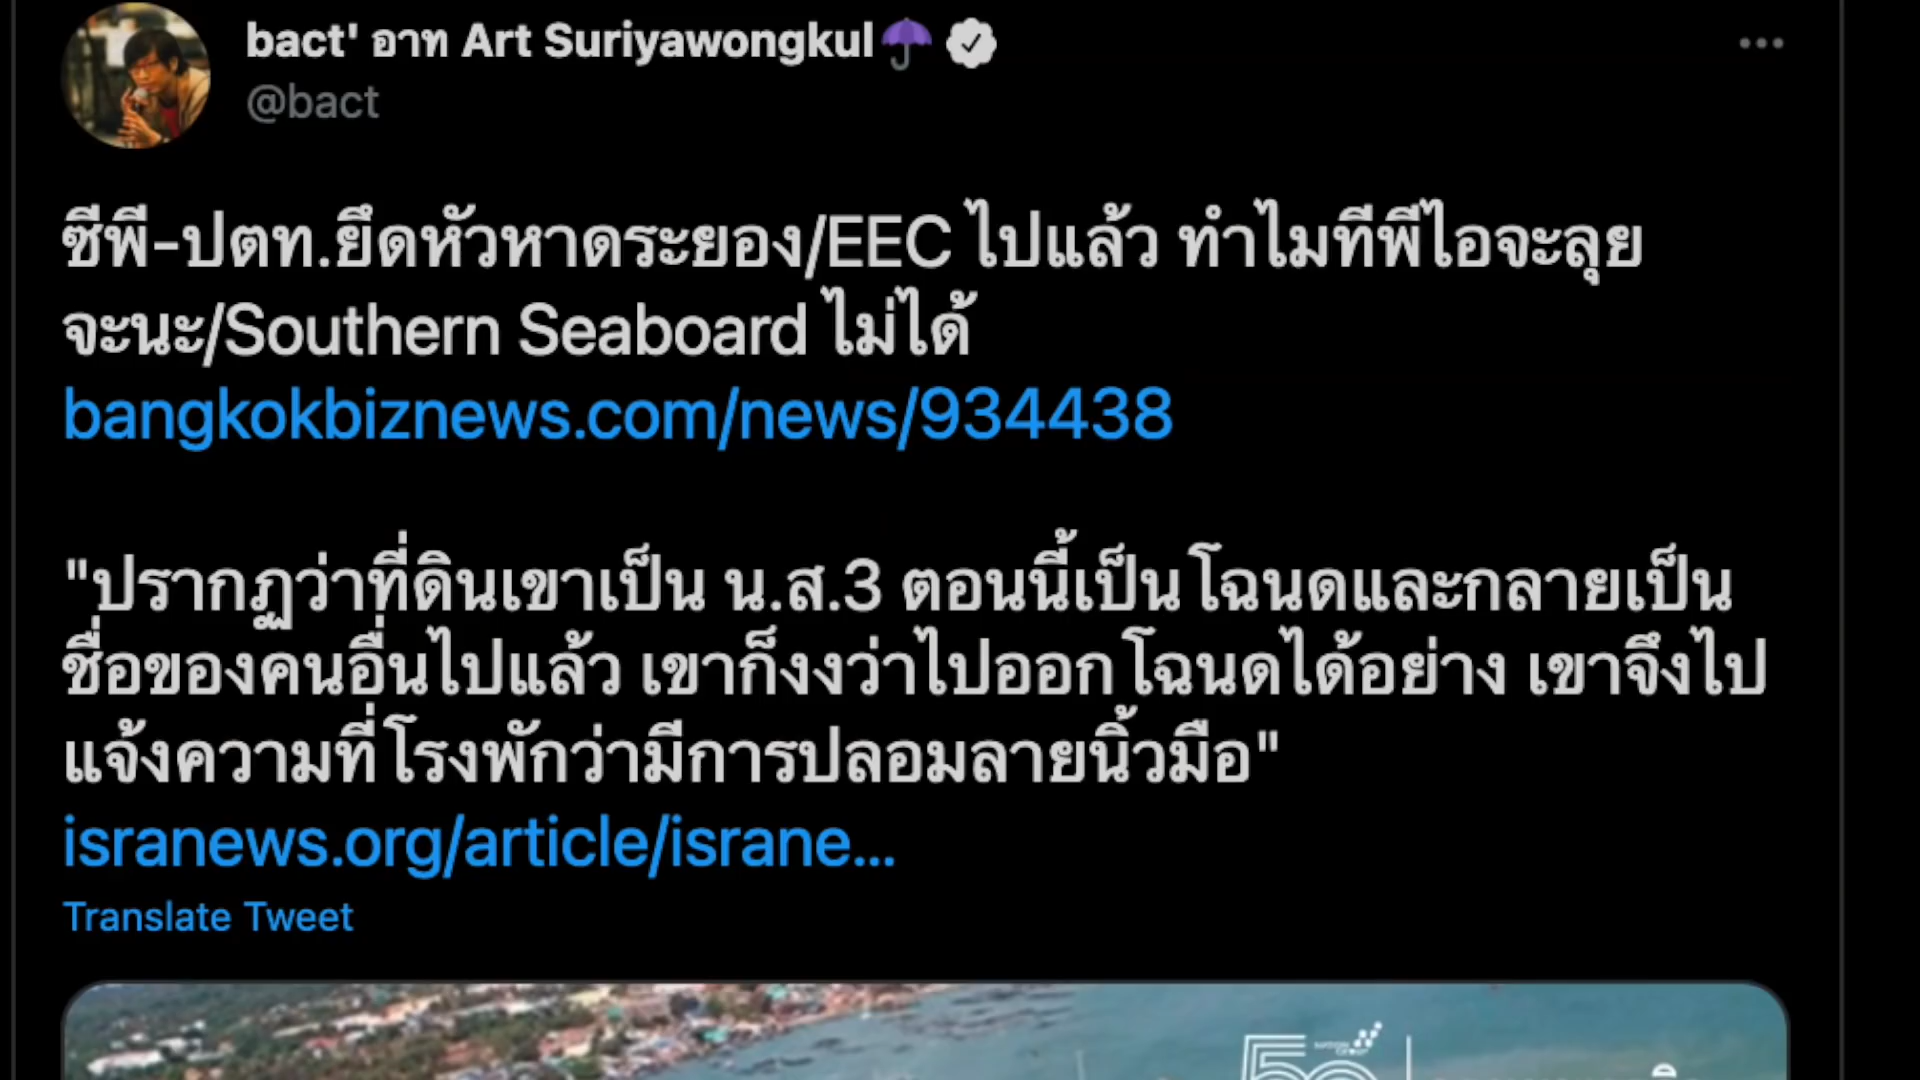 bact' อาท Art Suriyawongkul
@bact
ซีพี-ปตท.ยึดหัวหาดระยอง/EEC ไปแล้ว ทำไมทีพีไอจะลุย
จะนะ/Southern Seaboard ไม่ได้
bangkokbiznews.com/news/934438
"ปรากฏว่าที่ดินเขาเป็น น.ส.3 ตอนนี้เป็นโฉนดและกลายเป็น
ชื่อของคนอื่นไปแล้ว เขาก็งงว่าไปออกโฉนดได้อย่าง เขาจึงไป
แจ้งความที่โรงพักว่ามีการปลอมลายนิ้วมือ"
isranews.org/article/israne...
Translate Tweet
50